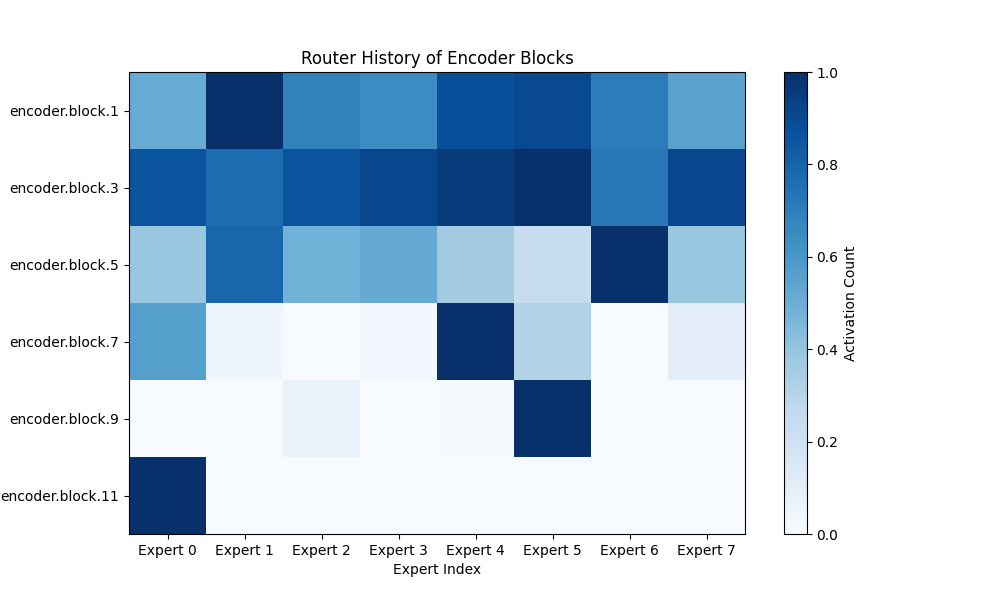 Router History of Encoder Blocks
encoder.block.1
encoder.block.3
encoder.block.5
encoder.block.7
encoder.block.9
encoder.block.11
Expert 0 Expert 1 Expert 2 Expert 3 Expert 4 Expert 5 Expert 6 Expert 7
Expert Index
1.0
0.8
0.6
0.4
0.2
0.0
Activation Count